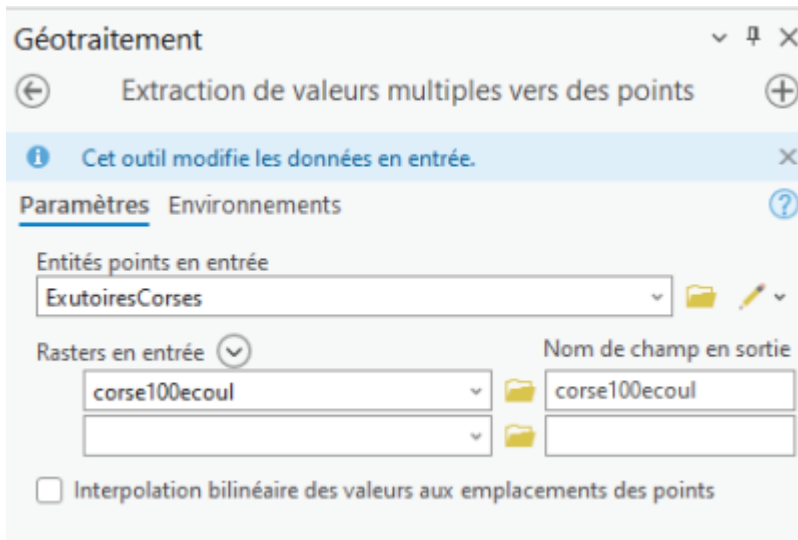 Géotraitement
Extraction de valeurs multiples vers des points
Cet outil modifie les données en entrée.
Paramètres Environnements
Entités points en entrée
ExutoiresCorses
Rasters en entrée Nom de champ en sortie
corse100ecoul corse100ecoul
Interpolation bilinéaire des valeurs aux emplacements des points